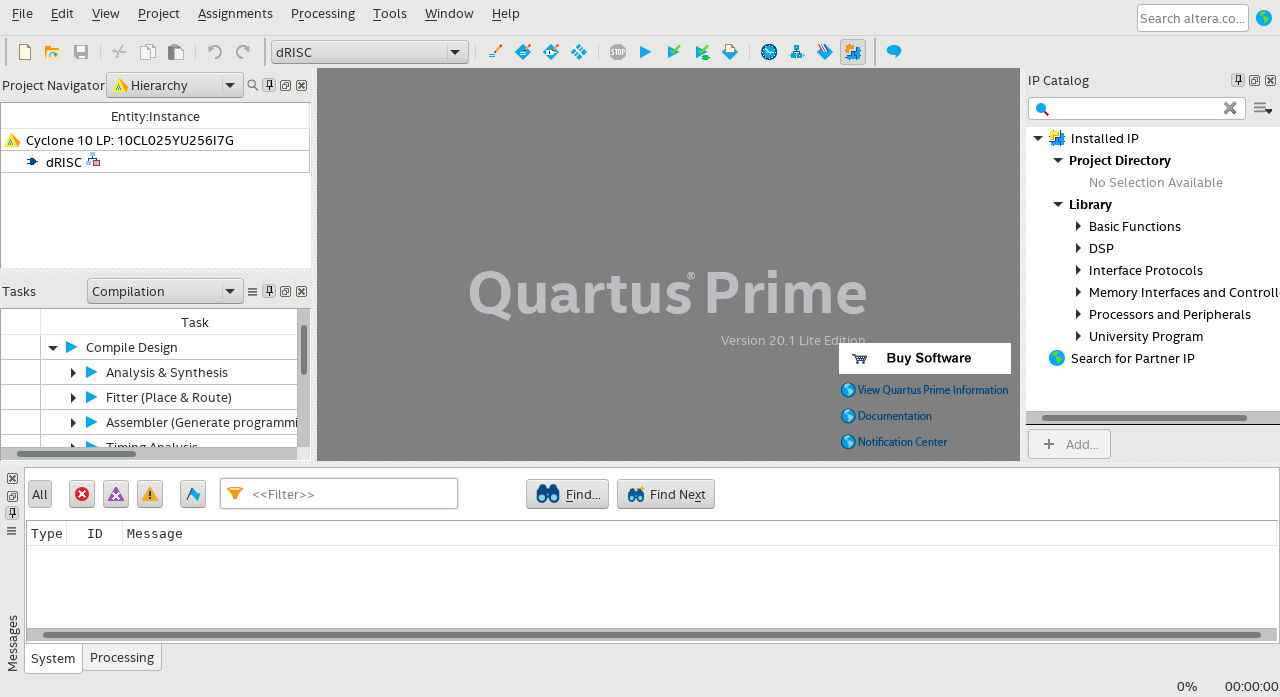 File Edit View Project Assignments Processing Tools Window Help
Search altera.co...
dRISC
STOP
Project Navigator Hierarchy
Entity:Instance
Cyclone 10 LP: 10CL025YU256I7G
dRISC
Tasks Compilation
Task
Compile Design
Analysis & Synthesis
Fitter (Place & Route)
Assembler (Generate programmi
Timing Analysis
Quartus® Prime
Version 20.1 Lite Edition
Buy Software
View Quartus Prime Information
Documentation
Notification Center
IP Catalog
Installed IP
Project Directory
No Selection Available
Library
Basic Functions
DSP
Interface Protocols
Memory Interfaces and Controlle
Processors and Peripherals
University Program
Search for Partner IP
Add...
All <<Filter>> Find... Find Next
Type ID Message
Messages
System Processing
0% 00:00:00